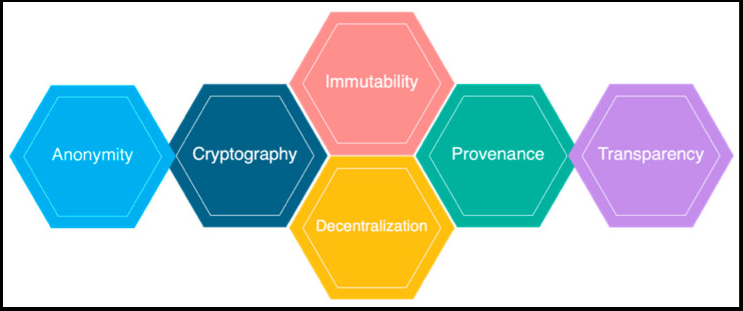 Immutability
Anonymity
Cryptography
Provenance
Transparency
Decentralization